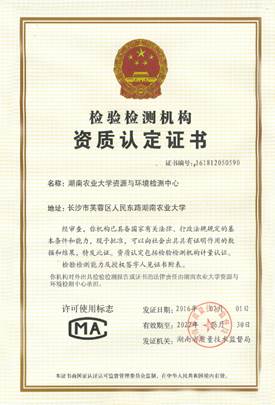 检验检测机构
资质认定证书
证书编号:161812050590
名称：湖南农业大学资源与环境检测中心
地址：长沙市芙蓉区人民东路湖南农业大学
经审查，你机构已具备国家有关法律、行政法规规定的基
本条件和能力，现予批准，可以向社会出具具有证明作用的数
据和结果，特发此证。资质认定包括检验检测机构计量认证。
检验检测能力及授权签字人见证书附表。
你机构对外出具检验检测报告或证书的法律责任由湖南农业大学资源与
环境检测中心承担。
许可使用标志
MA
发证日期：2016年 月01日
有效期至：2022年 月30日
发证机关：湖南省质量技术监督局
本证书由国家认证认可监督管理委员会监制，在中华人民共和国境内有效。